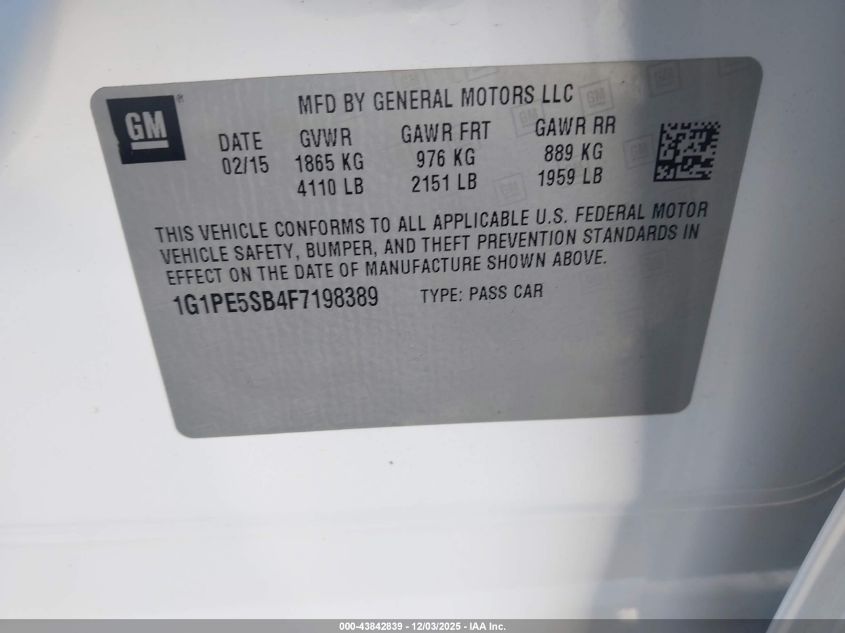 GM®
MFD BY GENERAL MOTORS LLC
DATE GVWR GAWR FRT GAWR RR
02/15 1865 KG 976 KG 889 KG
4110 LB 2151 LB 1959 LB
THIS VEHICLE CONFORMS TO ALL APPLICABLE U.S. FEDERAL MOTOR
VEHICLE SAFETY, BUMPER, AND THEFT PREVENTION STANDARDS IN
EFFECT ON THE DATE OF MANUFACTURE SHOWN ABOVE.
1G1PE5SB4F7198389 TYPE: PASS CAR
000-43842839 - 12/03/2025 - IAA Inc.